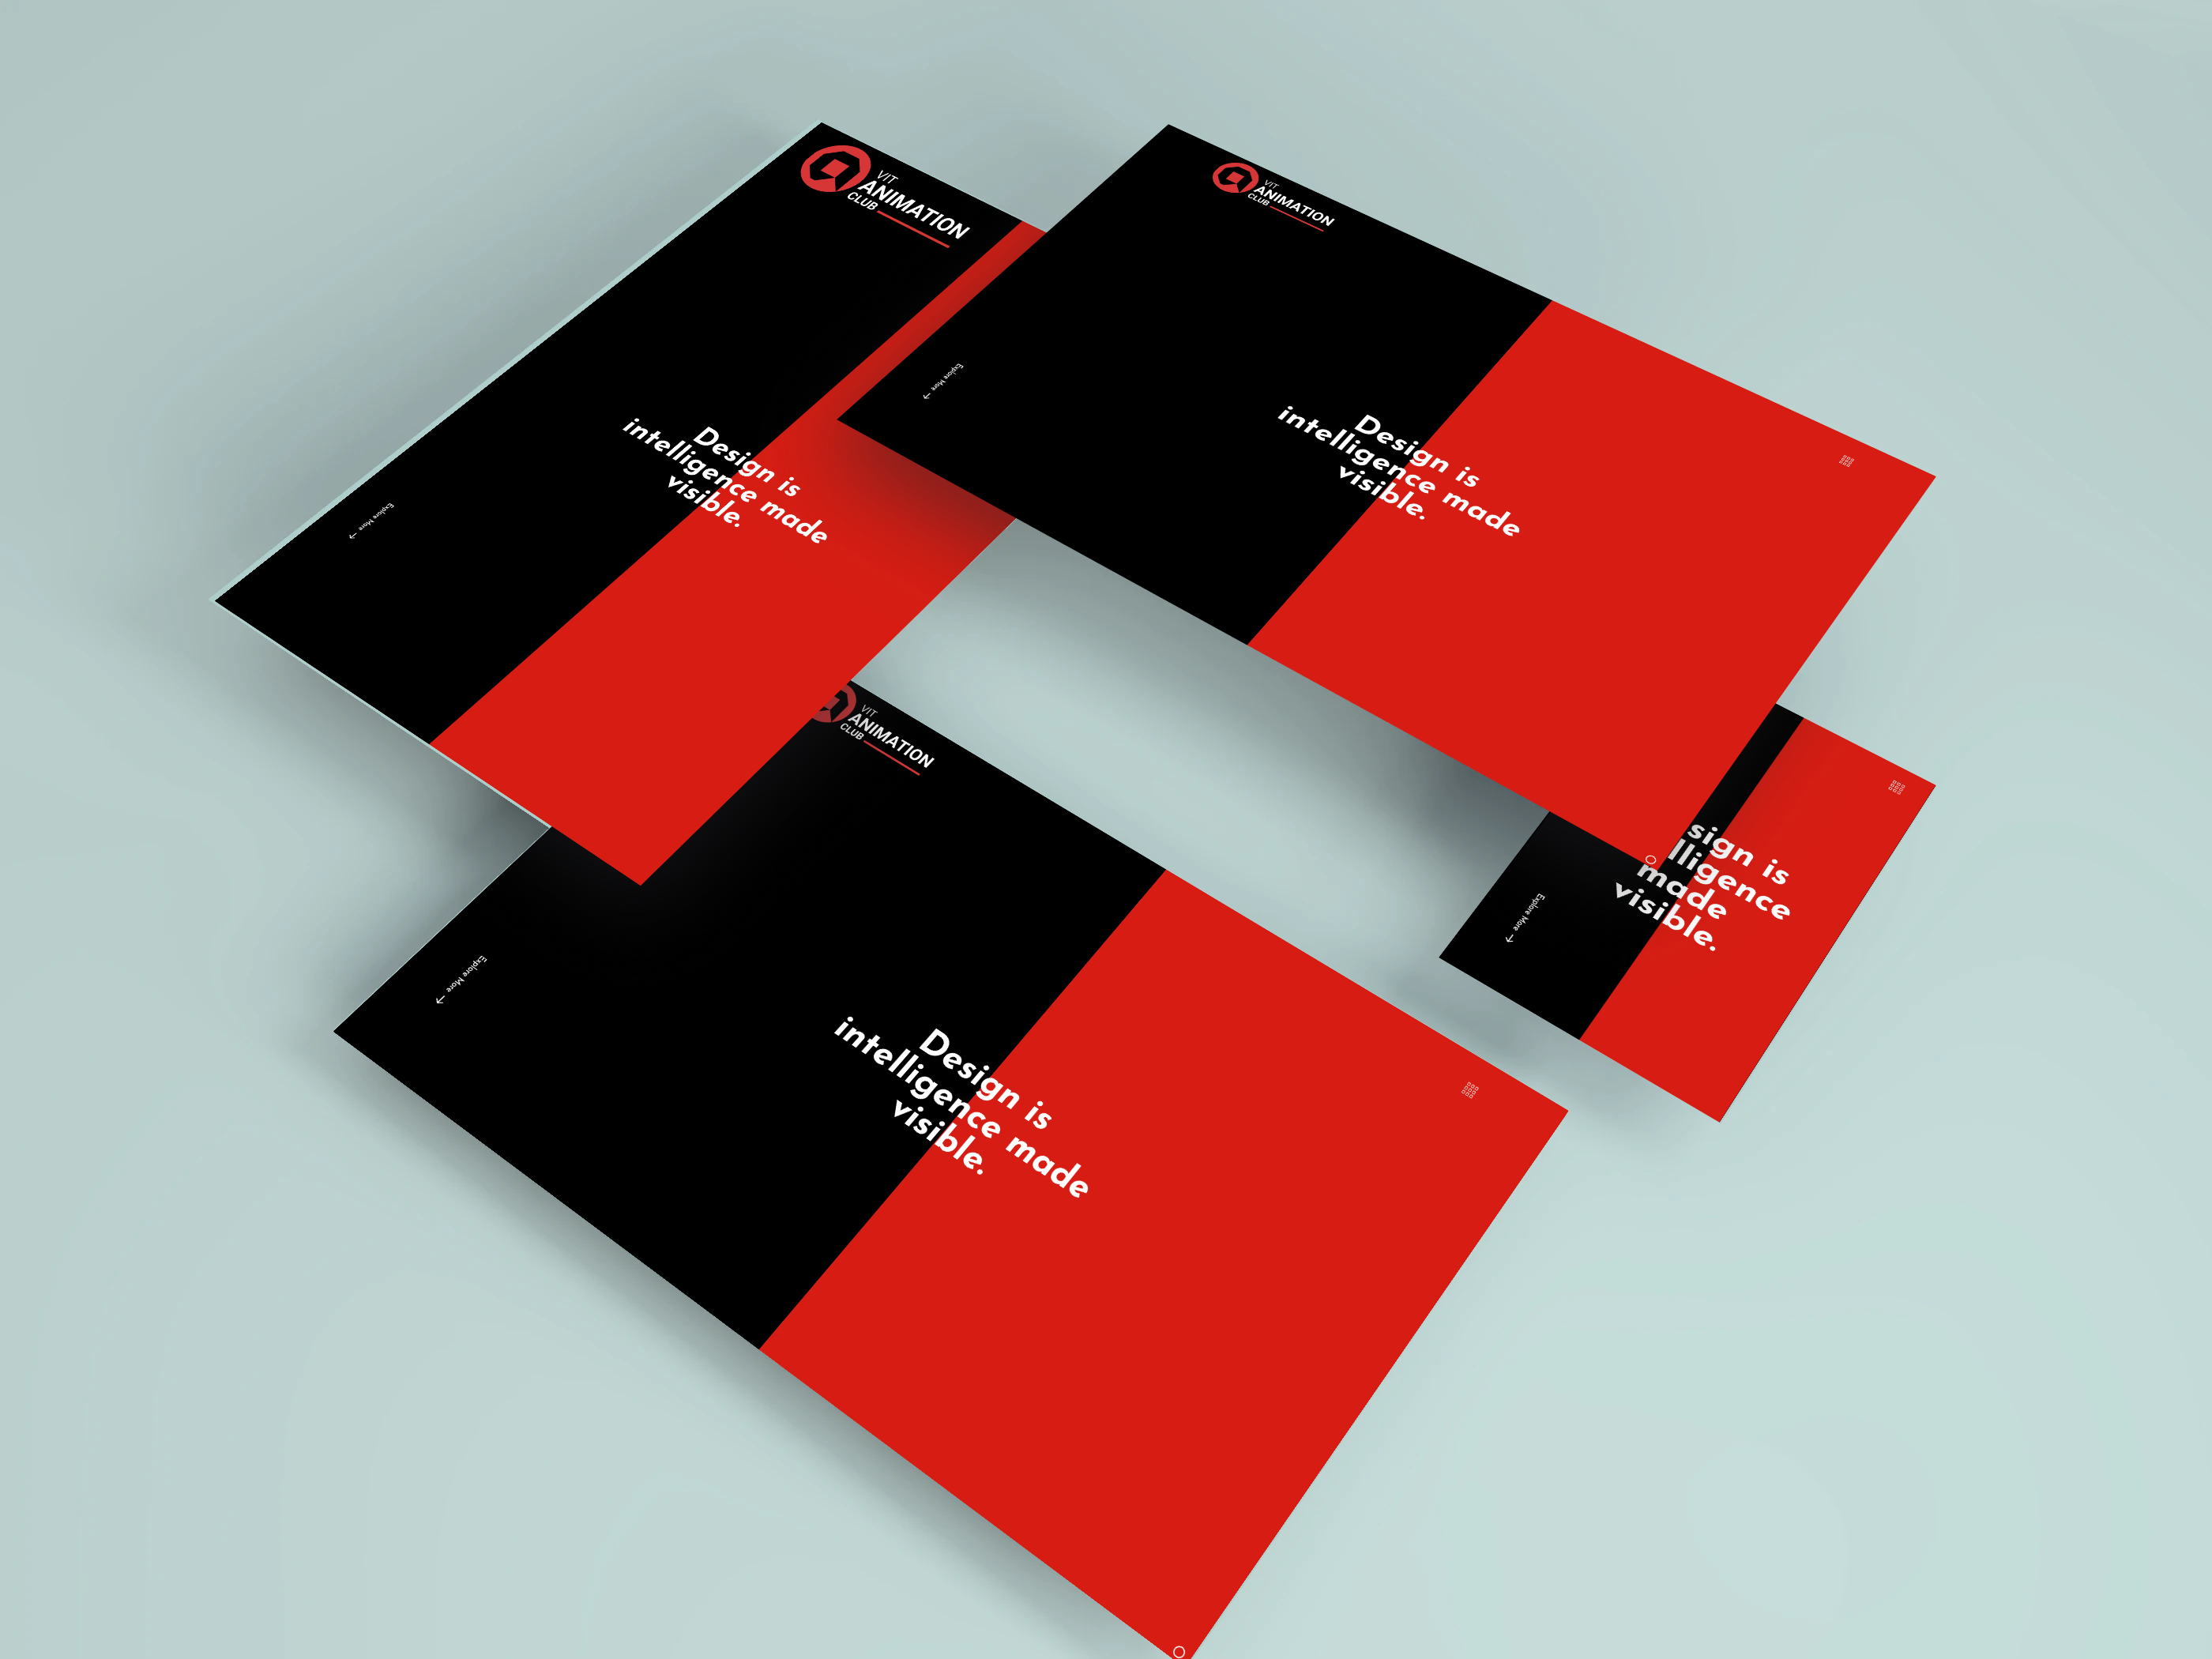 VIT
ANIMATION
CLUB
Explore More
Design is
intelligence made
visible.
VIT
ANIMATION
CLUB
Explore More
Design is
intelligence made
visible.
VIT
ANIMATION
CLUB
Explore More
Design is
intelligence made
visible.
sign is
lligence
made
visible.
Explore More